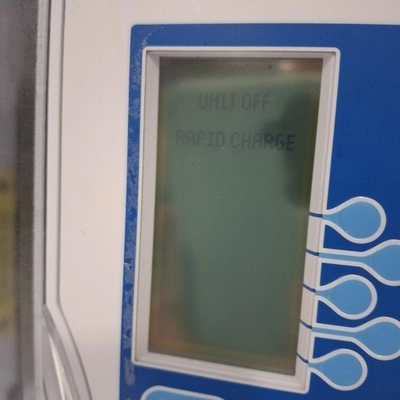 UNIT OFF
RAPID CHARGE